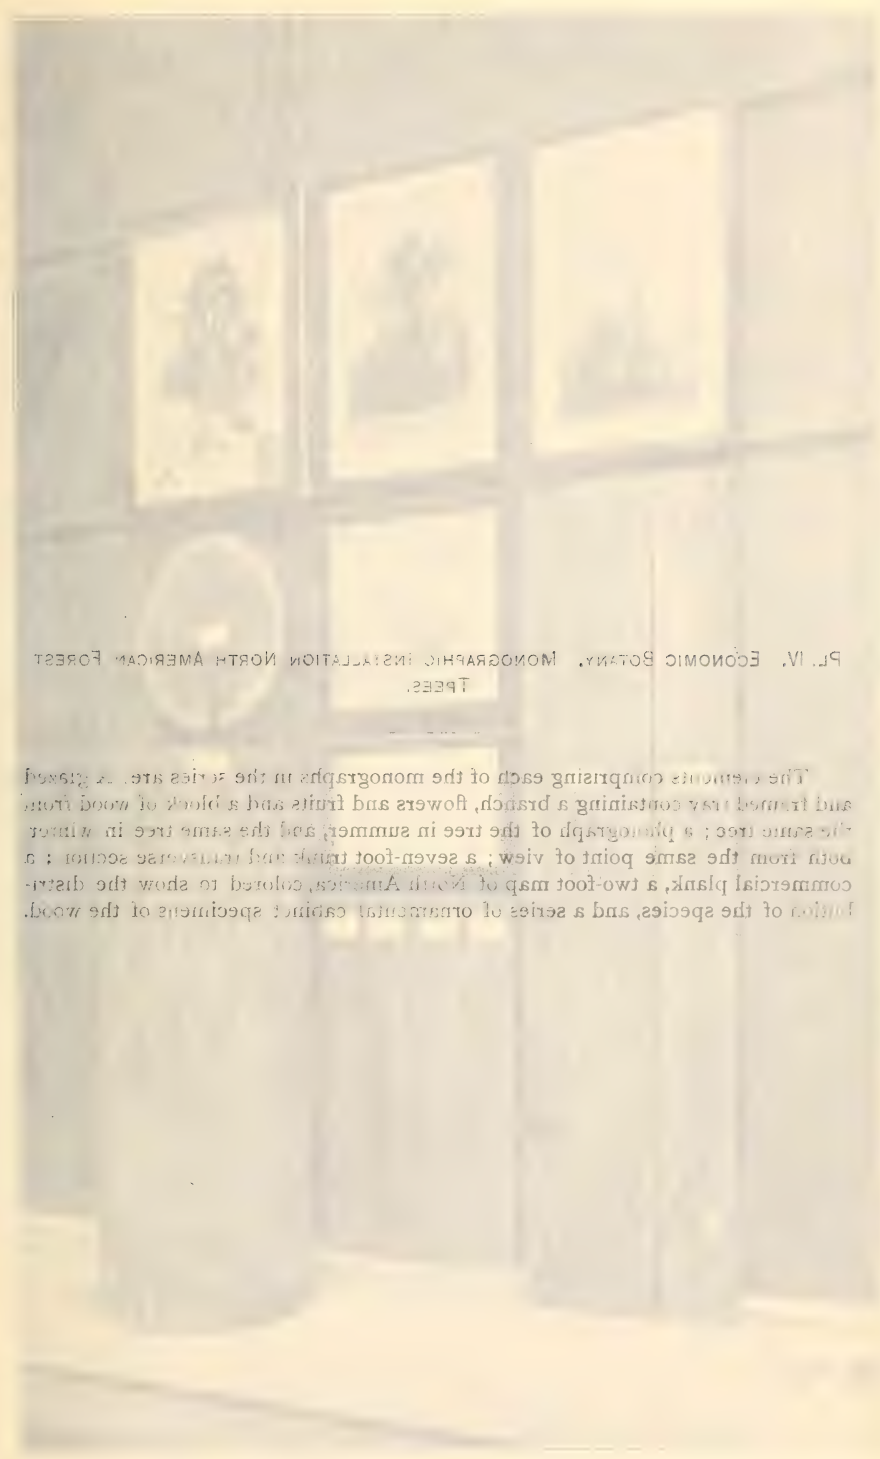 PL. IV. ECONOMIC BOTANY. MONOGRAPHIC INSTALLATION NORTH AMERICAN FOREST
TREES.
The elements comprising each of the monographs in the series are: A glazed
and framed tray containing a branch, flowers and fruits and a block of wood from
the same tree; a photograph of the tree in summer, and the same tree in winter
both from the same point of view; a seven-foot trunk and transverse section; a
commercial plank, a two-foot map of North America, colored to show the distri-
bution of the species, and a series of ornamental cabinet specimens of the wood.